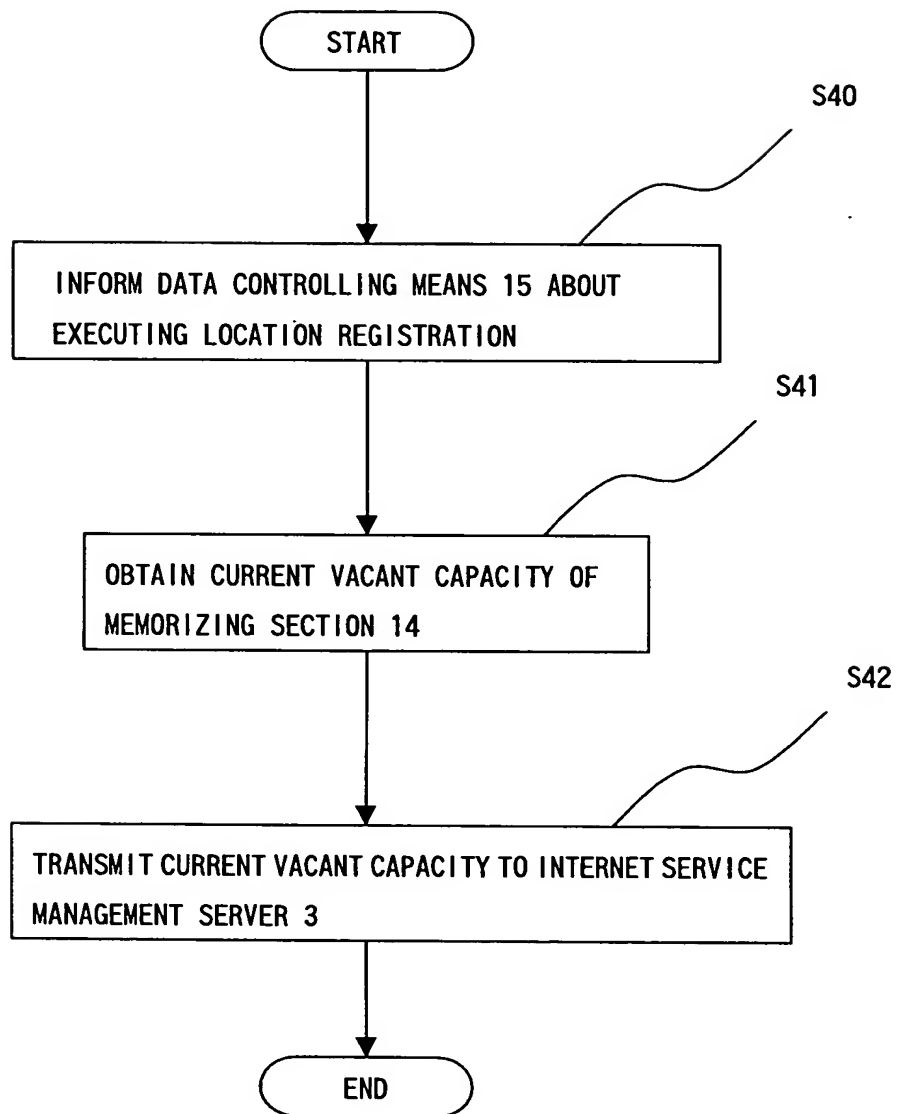 START
S40
INFORM DATA CONTROLLING MEANS 15 ABOUT
EXECUTING LOCATION REGISTRATION
S41
OBTAIN CURRENT VACANT CAPACITY OF
MEMORIZING SECTION 14
S42
TRANSMIT CURRENT VACANT CAPACITY TO INTERNET SERVICE
MANAGEMENT SERVER 3
END